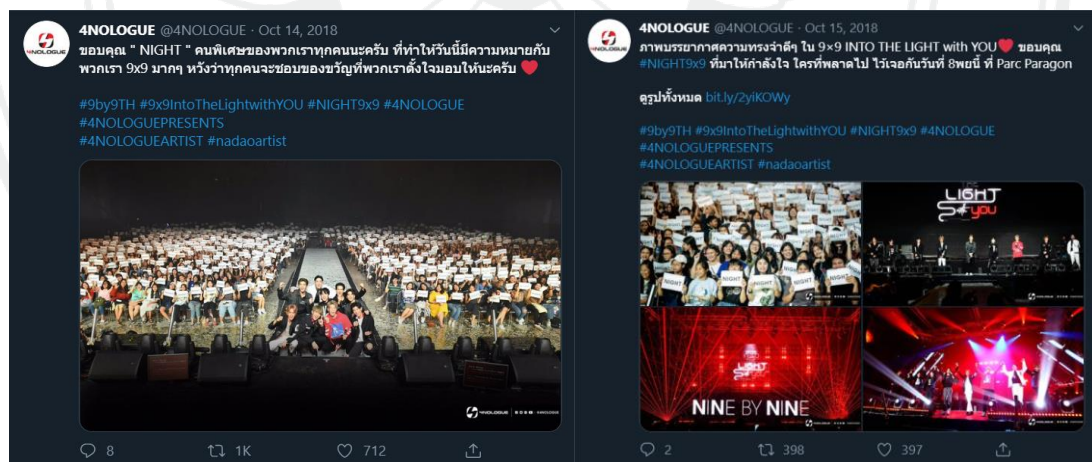 4NOLOGUE @4NOLOGUE · Oct 14, 2018
ขอบคุณ " NIGHT " คนพิเศษของพวกเราทุกคนนะครับ ที่ทำให้วันนี้มีความหมายกับ
พวกเรา 9x9 มากๆ หวังว่าทุกคนจะชอบของขวัญที่พวกเราตั้งใจมอบให้นะครับ ❤️
#9by9TH #9x9IntoTheLightwithYOU #NIGHT9x9 #4NOLOGUE
#4NOLOGUEPRESENTS
#4NOLOGUEARTIST #nadaoartist
4NOLOGUE
8
1K
712
4NOLOGUE @4NOLOGUE · Oct 15, 2018
ภาพบรรยากาศความทรงจำดีๆ ใน 9×9 INTO THE LIGHT with YOU❤️ ขอบคุณ
#NIGHT9x9 ที่มาให้กำลังใจ ใครที่พลาดไป ไว้เจอกันวันที่ 8พยนี้ ที่ Parc Paragon
ดูรูปทั้งหมด bit.ly/2yiKOWy
#9by9TH #9x9IntoTheLightwithYOU #NIGHT9x9 #4NOLOGUE
#4NOLOGUEPRESENTS
#4NOLOGUEARTIST #nadaoartist
NIGHT
THE
LIGHT
you
LIGHT
NINE BY NINE
2
398
397